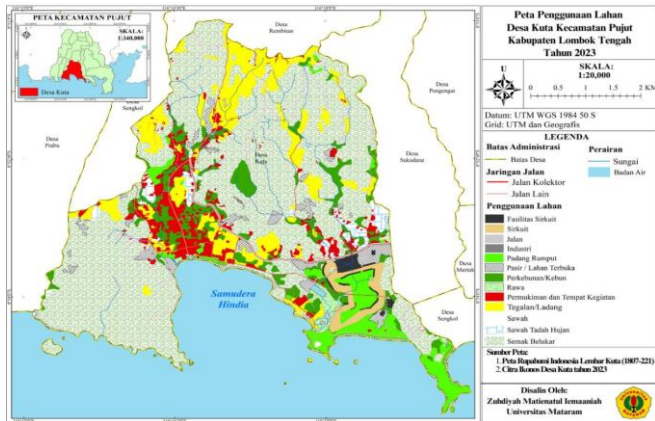 PETA KECAMATAN PUJUT
SKALA:
1:340,000
Desa Kuta
Desa
Rembitan
Desa
Sengkol
Desa
Prabu
Desa
Pengengat
Desa
Kuta
Desa
Sukadana
Desa
Mertak
Desa
Sengkol
Samudera
Hindia
Peta Penggunaan Lahan
Desa Kuta Kecamatan Pujut
Kabupaten Lombok Tengah
Tahun 2023
U
SKALA:
1:20,000
0 0.5 1 2 KM
Datum: UTM WGS 1984 50 S
Grid: UTM dan Geografis
LEGENDA
Batas Administrasi
Batas Desa
Jaringan Jalan
Jalan Kolektor
Jalan Lain
Perairan
Sungai
Badan Air
Penggunaan Lahan
Fasilitas Sirkuit
Sirkuit
Jalan
Industri
Padang Rumput
Pasir / Lahan Terbuka
Perkebunan/Kebun
Rawa
Permukiman dan Tempat Kegiatan
Tegalan/Ladang
Sawah
Sawah Tadah Hujan
Semak Belukar
Sumber Peta:
1. Peta Rupabumi Indonesia Lembar Kuta (1807-221)
2. Citra Ikonos Desa Kuta tahun 2023
Disalin Oleh:
Zuhdiyah Matienatul Iemaaniah
Universitas Mataram